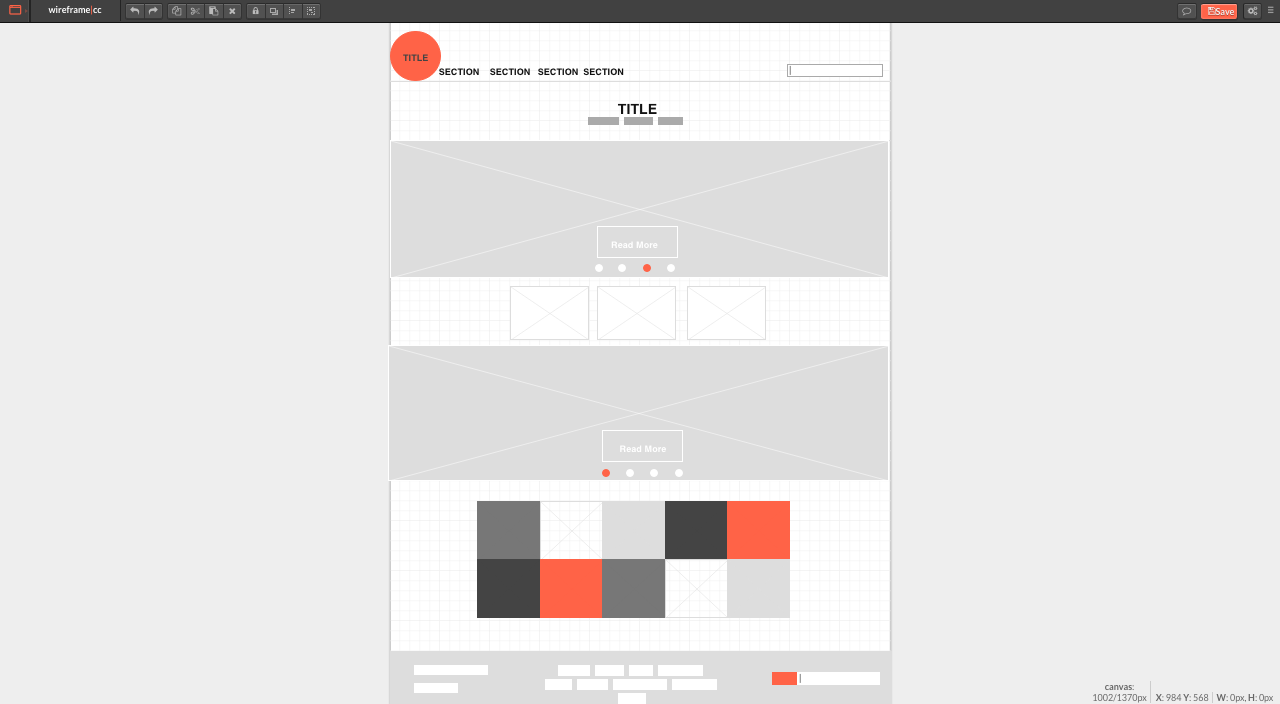 wireframe|cc
Save
TITLE
SECTION SECTION SECTION SECTION
TITLE
Read More
Read More
canvas:
1002/1370px X: 984 Y: 568 W: 0px, H: 0px